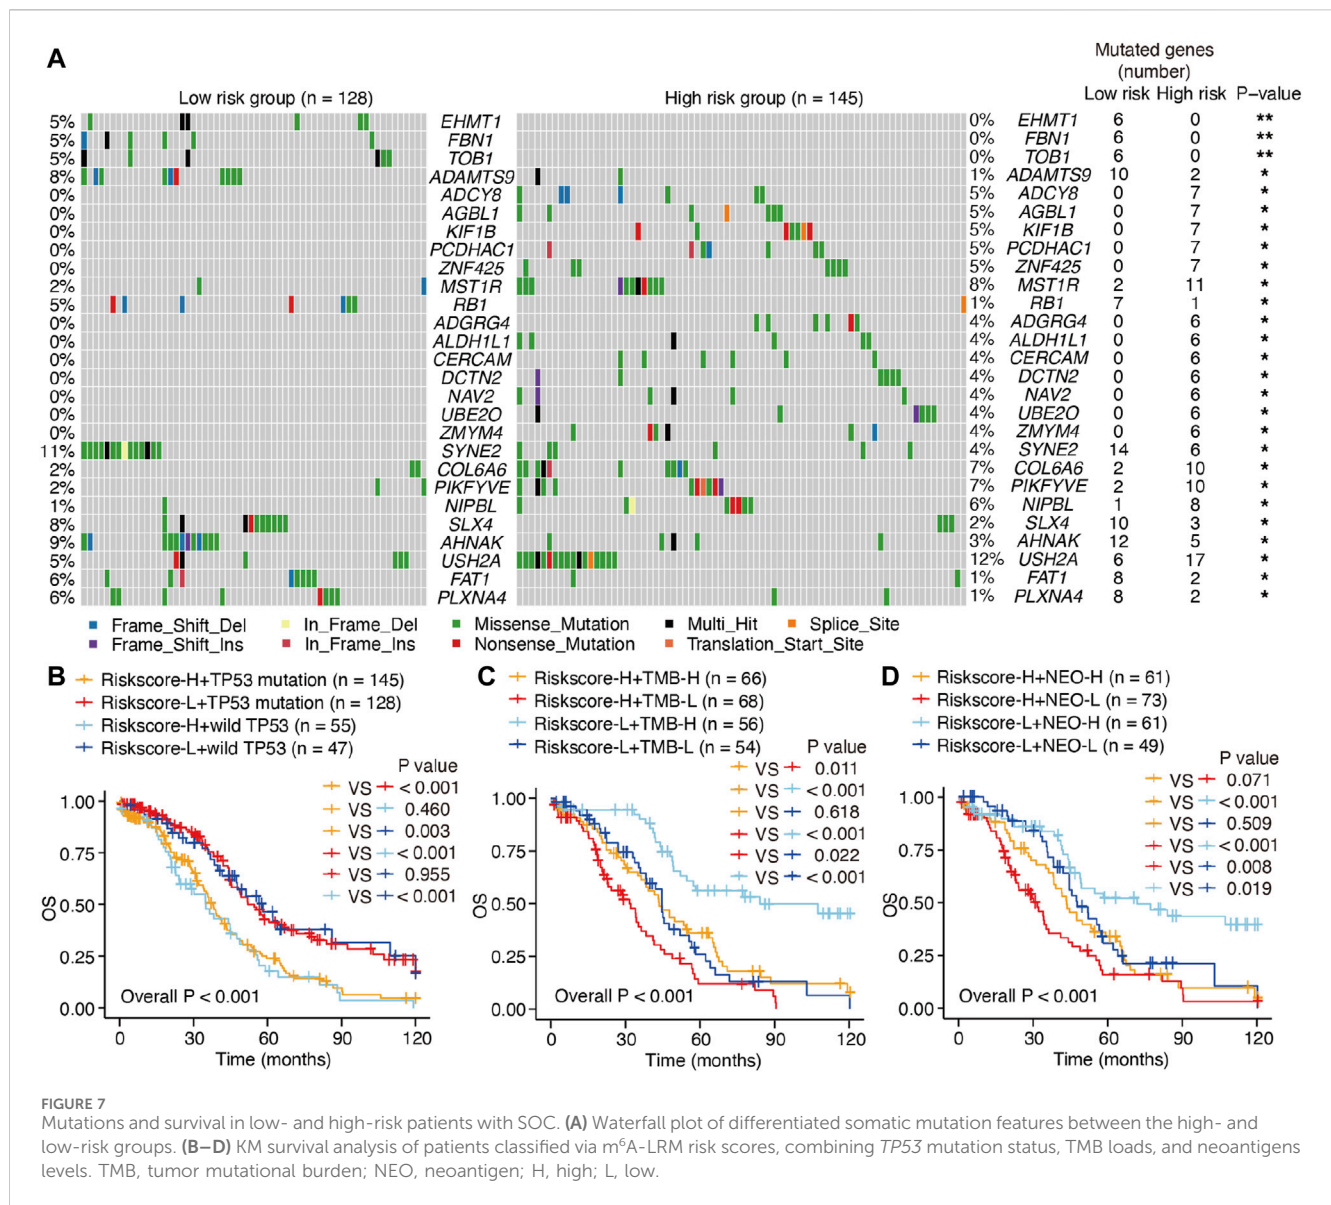 A
Mutated genes
(number)
Low risk group (n = 128)
High risk group (n = 145)
Low risk High risk P-value
5% EHMT1 0% EHMT1 6 0 **
5% FBN1 0% FBN1 6 0 **
5% TOB1 0% TOB1 6 0 **
8% ADAMTS9 1% ADAMTS9 10 2 *
0% ADCY8 5% ADCY8 0 7 *
0% AGBL1 5% AGBL1 0 7 *
0% KIF1B 5% KIF1B 0 7 *
0% PCDHAC1 5% PCDHAC1 0 7 *
0% ZNF425 5% ZNF425 0 7 *
2% MST1R 8% MST1R 2 11 *
5% RB1 1% RB1 7 1 *
0% ADGRG4 4% ADGRG4 0 6 *
0% ALDH1L1 4% ALDH1L1 0 6 *
0% CERCAM 4% CERCAM 0 6 *
0% DCTN2 4% DCTN2 0 6 *
0% NAV2 4% NAV2 0 6 *
0% UBE2O 4% UBE2O 0 6 *
0% ZMYM4 4% ZMYM4 0 6 *
11% SYNE2 4% SYNE2 14 6 *
2% COL6A6 7% COL6A6 2 10 *
2% PIKFYVE 7% PIKFYVE 2 10 *
1% NIPBL 6% NIPBL 1 8 *
8% SLX4 2% SLX4 10 3 *
9% AHNAK 3% AHNAK 12 5 *
5% USH2A 12% USH2A 6 17 *
6% FAT1 1% FAT1 8 2 *
6% PLXNA4 1% PLXNA4 8 2 *
Frame_Shift_Del In_Frame_Del Missense_Mutation Multi_Hit Splice_Site
Frame_Shift_Ins In_Frame_Ins Nonsense_Mutation Translation_Start_Site
B
Riskscore-H+TP53 mutation (n = 145)
Riskscore-L+TP53 mutation (n = 128)
Riskscore-H+wild TP53 (n = 55)
Riskscore-L+wild TP53 (n = 47)
P value
VS < 0.001
VS 0.460
VS 0.003
VS < 0.001
VS 0.955
VS < 0.001
1.00
0.75
0.50
0.25
0.00
OS
Overall P < 0.001
0 30 60 90 120
Time (months)
C
Riskscore-H+TMB-H (n = 66)
Riskscore-H+TMB-L (n = 68)
Riskscore-L+TMB-H (n = 56)
Riskscore-L+TMB-L (n = 54)
P value
VS 0.011
VS < 0.001
VS 0.618
VS < 0.001
VS 0.022
VS < 0.001
1.00
0.75
0.50
0.25
0.00
OS
Overall P < 0.001
0 30 60 90 120
Time (months)
D
Riskscore-H+NEO-H (n = 61)
Riskscore-H+NEO-L (n = 73)
Riskscore-L+NEO-H (n = 61)
Riskscore-L+NEO-L (n = 49)
P value
VS 0.071
VS < 0.001
VS 0.509
VS < 0.001
VS 0.008
VS 0.019
1.00
0.75
0.50
0.25
0.00
OS
Overall P < 0.001
0 30 60 90 120
Time (months)
FIGURE 7
Mutations and survival in low- and high-risk patients with SOC. (A) Waterfall plot of differentiated somatic mutation features between the high- and
low-risk groups. (B–D) KM survival analysis of patients classified via m⁶A-LRM risk scores, combining TP53 mutation status, TMB loads, and neoantigens
levels. TMB, tumor mutational burden; NEO, neoantigen; H, high; L, low.